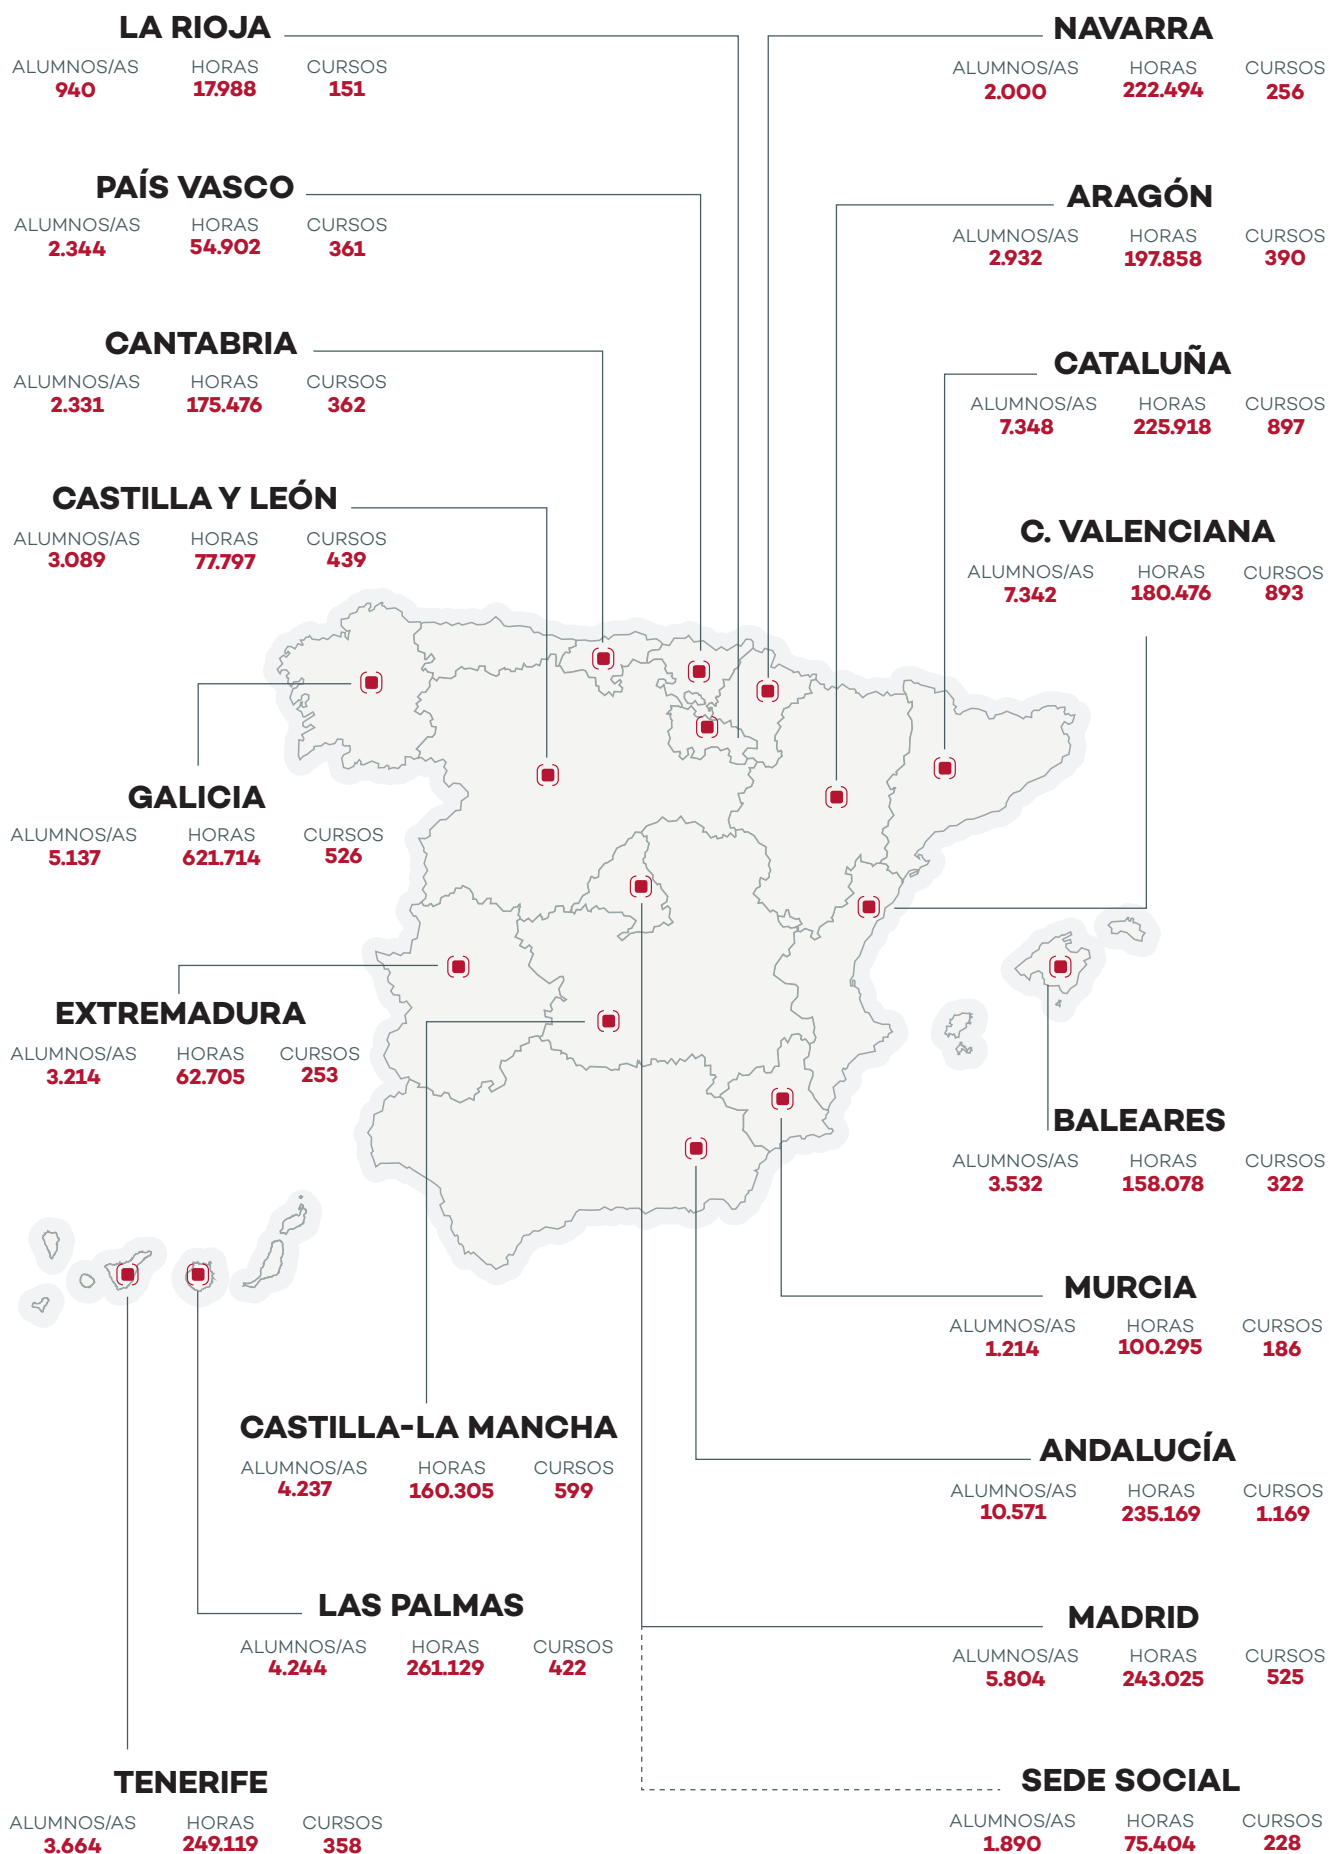 LA RIOJA
ALUMNOS/AS HORAS CURSOS
940 17.988 151
PAÍS VASCO
ALUMNOS/AS HORAS CURSOS
2.344 54.902 361
CANTABRIA
ALUMNOS/AS HORAS CURSOS
2.331 175.476 362
CASTILLA Y LEÓN
ALUMNOS/AS HORAS CURSOS
3.089 77.797 439
GALICIA
ALUMNOS/AS HORAS CURSOS
5.137 621.714 526
EXTREMADURA
ALUMNOS/AS HORAS CURSOS
3.214 62.705 253
CASTILLA-LA MANCHA
ALUMNOS/AS HORAS CURSOS
4.237 160.305 599
LAS PALMAS
ALUMNOS/AS HORAS CURSOS
4.244 261.129 422
TENERIFE
ALUMNOS/AS HORAS CURSOS
3.664 249.119 358
NAVARRA
ALUMNOS/AS HORAS CURSOS
2.000 222.494 256
ARAGÓN
ALUMNOS/AS HORAS CURSOS
2.932 197.858 390
CATALUÑA
ALUMNOS/AS HORAS CURSOS
7.348 225.918 897
C. VALENCIANA
ALUMNOS/AS HORAS CURSOS
7.342 180.476 893
BALEARES
ALUMNOS/AS HORAS CURSOS
3.532 158.078 322
MURCIA
ALUMNOS/AS HORAS CURSOS
1.214 100.295 186
ANDALUCÍA
ALUMNOS/AS HORAS CURSOS
10.571 235.169 1.169
MADRID
ALUMNOS/AS HORAS CURSOS
5.804 243.025 525
SEDE SOCIAL
ALUMNOS/AS HORAS CURSOS
1.890 75.404 228